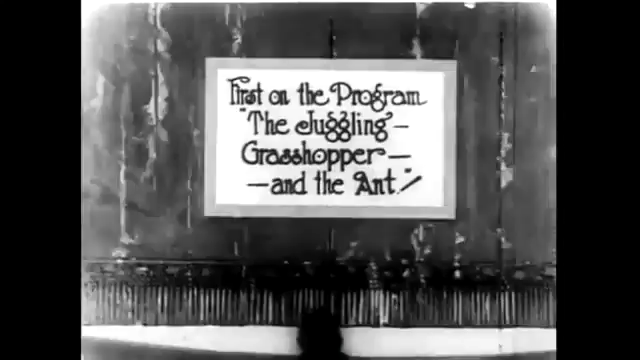 First on the Program
"The Juggling —
Grasshopper —
— and the Ant."